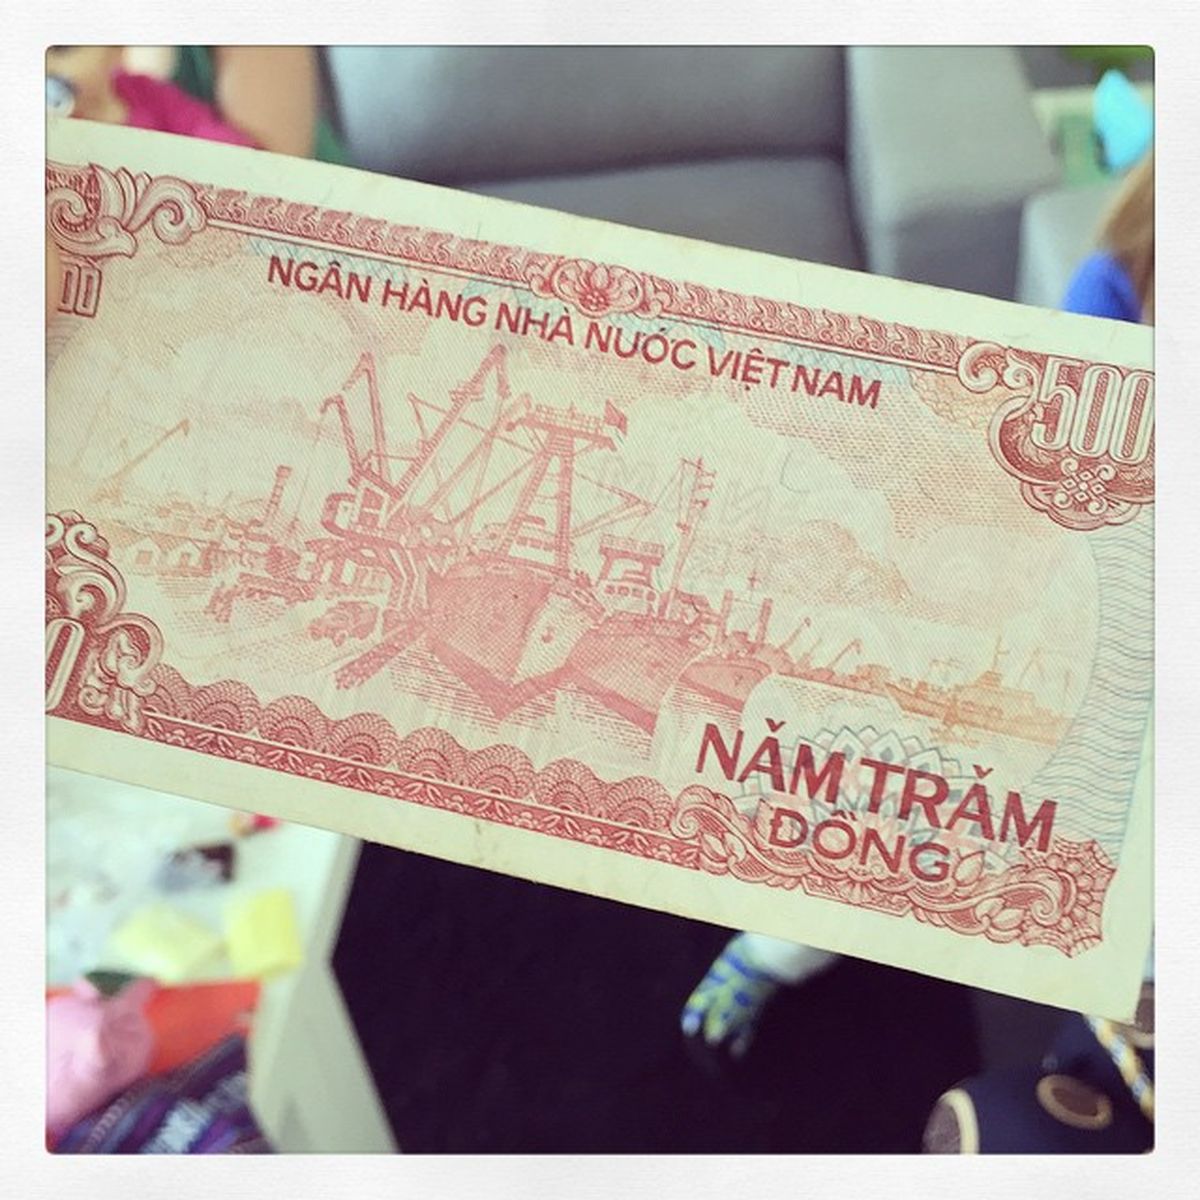 NGÂN HÀNG NHÀ NƯỚC VIỆT NAM
500
NĂM TRĂM
ĐỒNG